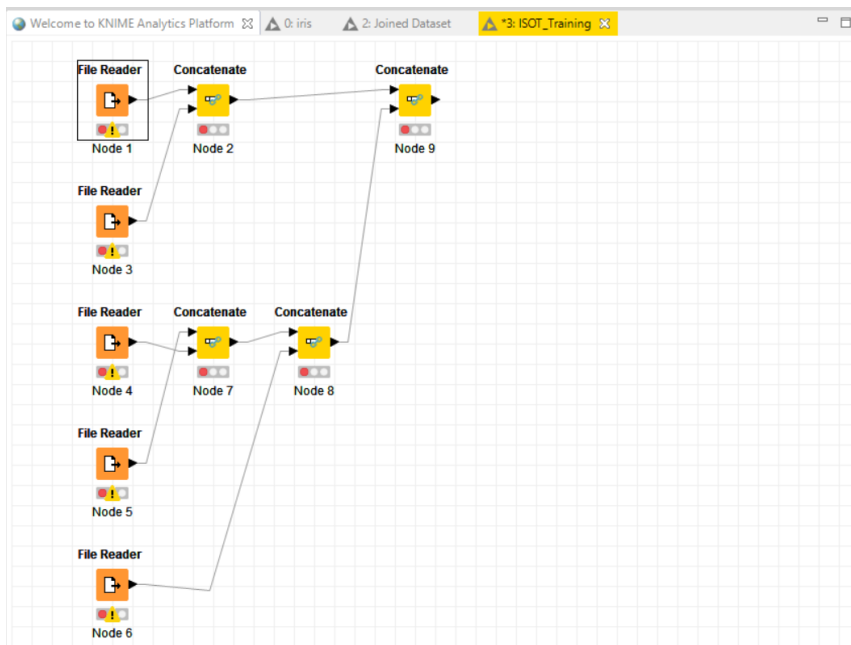 Welcome to KNIME Analytics Platform
0: iris
2: Joined Dataset
*3: ISOT_Training
File Reader
Concatenate
Concatenate
Node 1
Node 2
Node 9
File Reader
Node 3
File Reader
Concatenate
Concatenate
Node 4
Node 7
Node 8
File Reader
Node 5
File Reader
Node 6